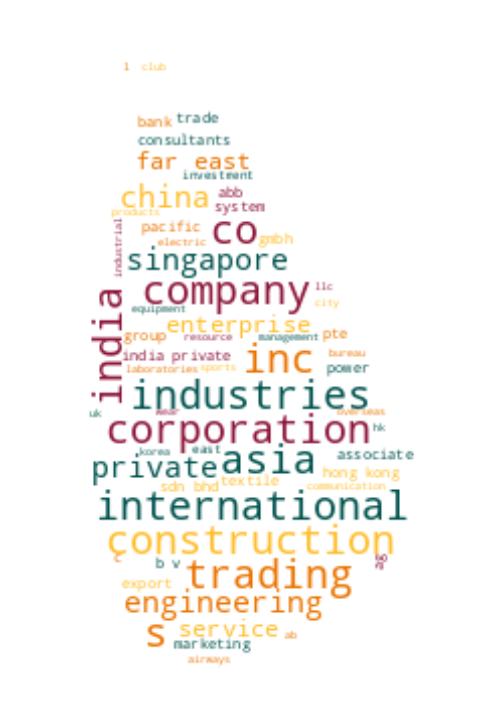 l club
bank trade
consultants
far east
investment
china abb
products system
industrial pacific co
electric gmbh
singapore
company llc
equipment city
india enterprise
group resource management pte
india private inc bureau
laboratories sports power
industries
uk wear overseas
corporation hk
korea east associate
private asia
sdn bhd textile hong kong
communication
international
construction
b v ag
export trading
engineering
s service ab
marketing
airways